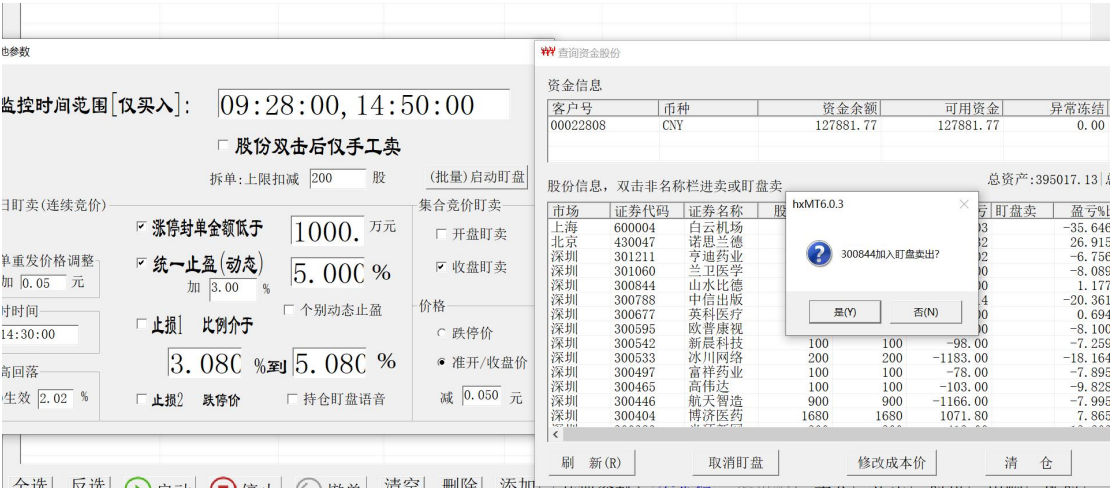 他参数
监控时间范围[仅买入]: 09:28:00, 14:50:00
股份双击后仅手工卖
拆单:上限扣减 200 股 (批量)启动盯盘
日盯卖(连续竞价)
涨停封单金额低于 1000. 万元
单重发价格调整
加 0.05 元
统一止盈(动态) 5.000 %
加 3.00 %
个别动态止盈
时时间
14:30:00
止损1 比例介于
3.080 %到 5.080 %
高回落
生效 2.02 %
止损2 跌停价 持仓盯盘语音
集合竞价盯卖
开盘盯卖
收盘盯卖
价格
跌停价
准开/收盘价
减 0.050 元
查询资金股份
资金信息
客户号 币种 资金余额 可用资金 异常冻结
00022808 CNY 127881.77 127881.77 0.00
股份信息, 双击非名称栏进卖或盯盘卖 总资产:395017.13
市场 证券代码 证券名称 股 亏 盯盘卖 盈亏%
上海 600004 白云机场 -35.646
北京 430047 诺思兰德 26.915
深圳 301211 亨迪药业 -6.756
深圳 301060 兰卫医学 -8.089
深圳 300844 山水比德 1.177
深圳 300788 中信出版 -20.361
深圳 300677 英科医疗 0.694
深圳 300595 欧普康视 -8.100
深圳 300542 新晨科技 100 100 -98.00 -7.259
深圳 300533 冰川网络 200 200 -1183.00 -18.164
深圳 300497 富祥药业 100 100 -78.00 -7.895
深圳 300465 高伟达 100 100 -103.00 -9.828
深圳 300446 航天智造 900 900 -1166.00 -7.995
深圳 300404 博济医药 1680 1680 1071.80 7.865
刷 新(R) 取消盯盘 修改成本价 清 仓
hxMT6.0.3
300844加入盯盘卖出?
是(Y) 否(N)
全选 反选 启动 停止 撤单 清空 删除 添加